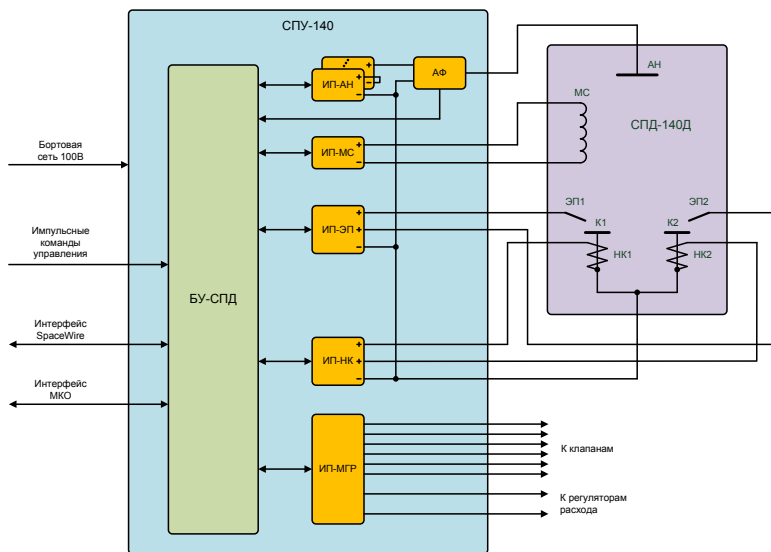 СПУ-140
АФ
ИП-АН
+
+
−
−
АН
МС
СПД-140Д
Бортовая
сеть 100В
ИП-МС
+
−
ЭП1
ЭП2
К1
К2
ИП-ЭП
+
+
−
НК1
НК2
Импульсные
команды
управления
БУ-СПД
Интерфейс
SpaceWire
ИП-НК
+
+
−
Интерфейс
МКО
ИП-МГР
К клапанам
К регуляторам
расхода